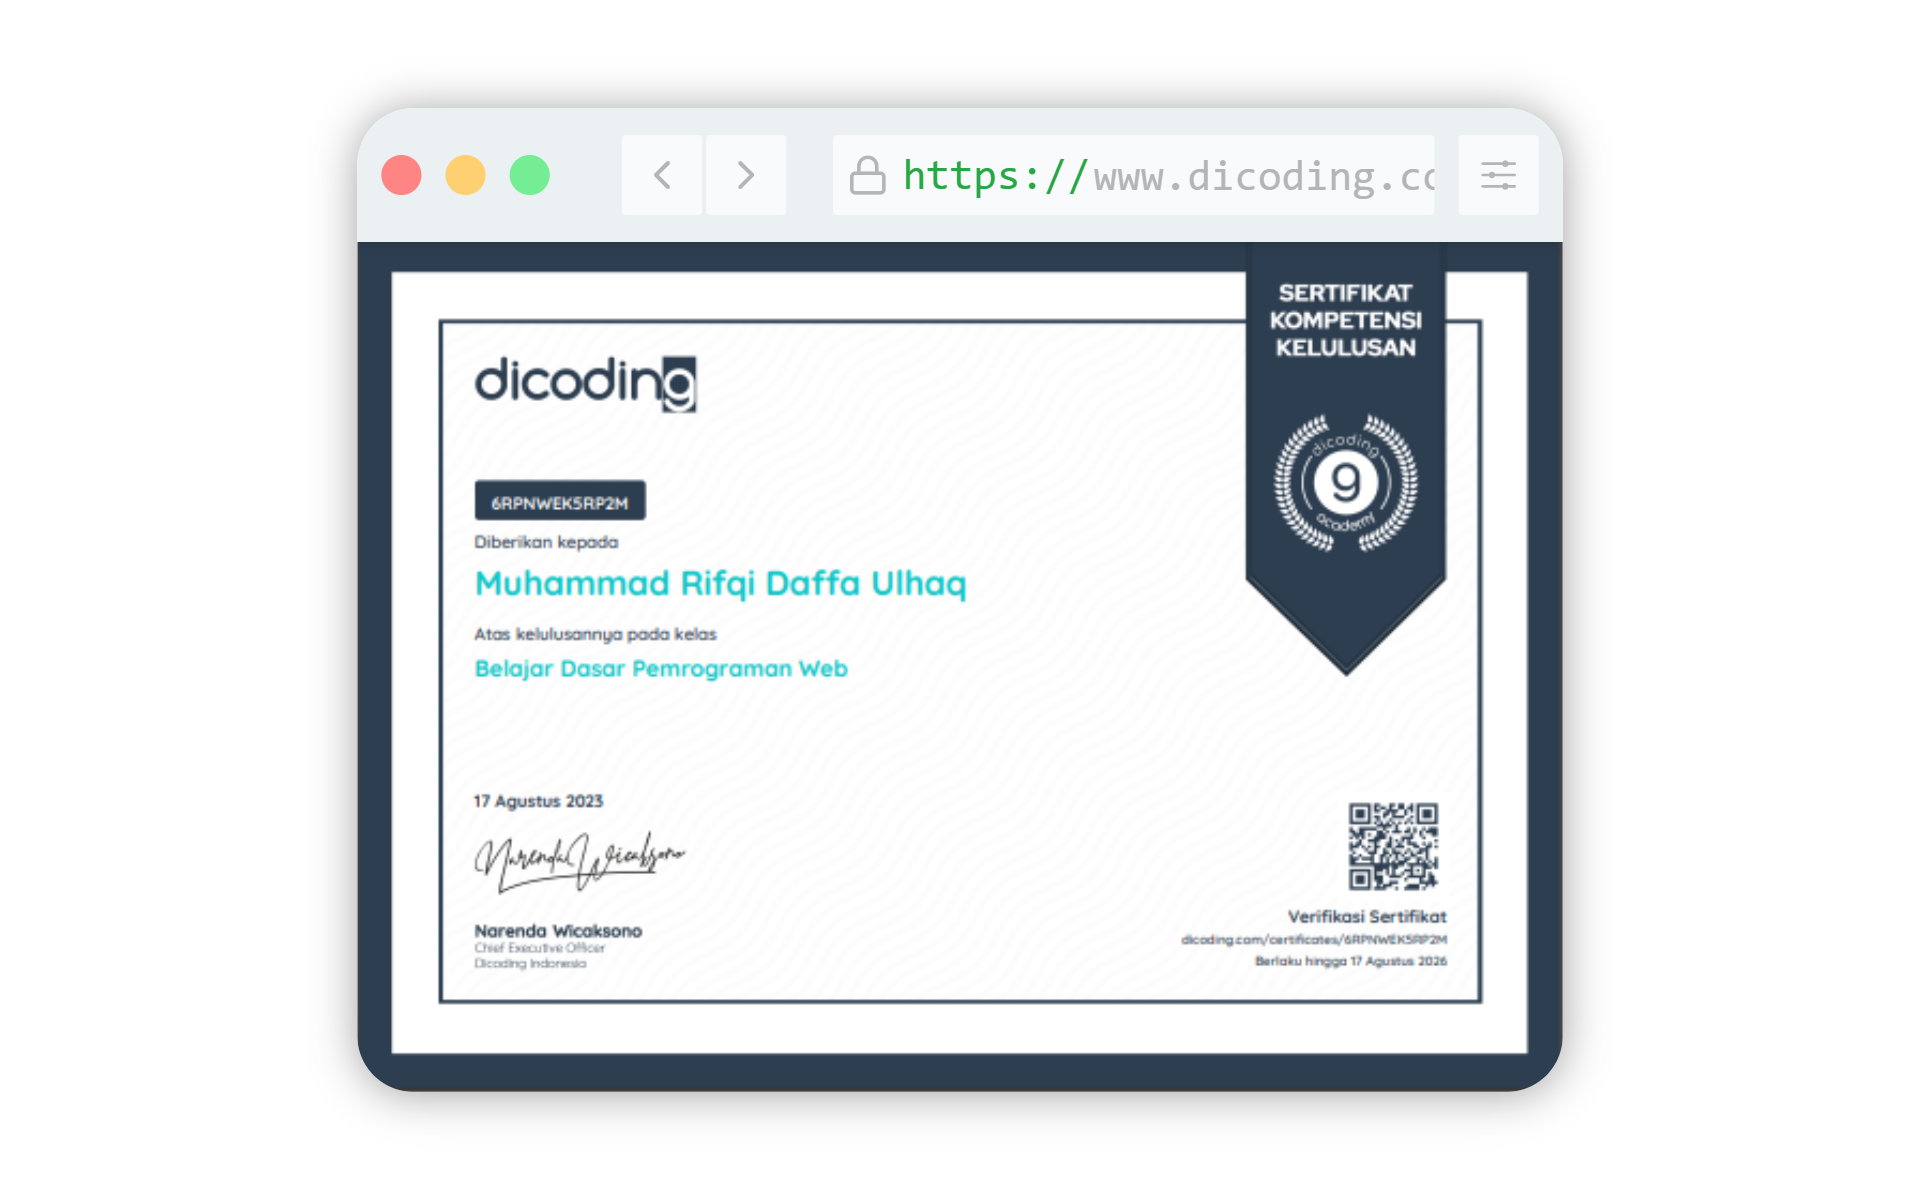 https://www.dicoding.co
SERTIFIKAT
KOMPETENSI
KELULUSAN
dicoding
dicoding
9
academy
6RPNWEK5RP2M
Diberikan kepada
Muhammad Rifqi Daffa Ulhaq
Atas kelulusannya pada kelas
Belajar Dasar Pemrograman Web
17 Agustus 2023
Narenda Wicaksono
Narenda Wicaksono
Chief Executive Officer
Dicoding Indonesia
Verifikasi Sertifikat
dicoding.com/certificates/6RPNWEK5RP2M
Berlaku hingga 17 Agustus 2026